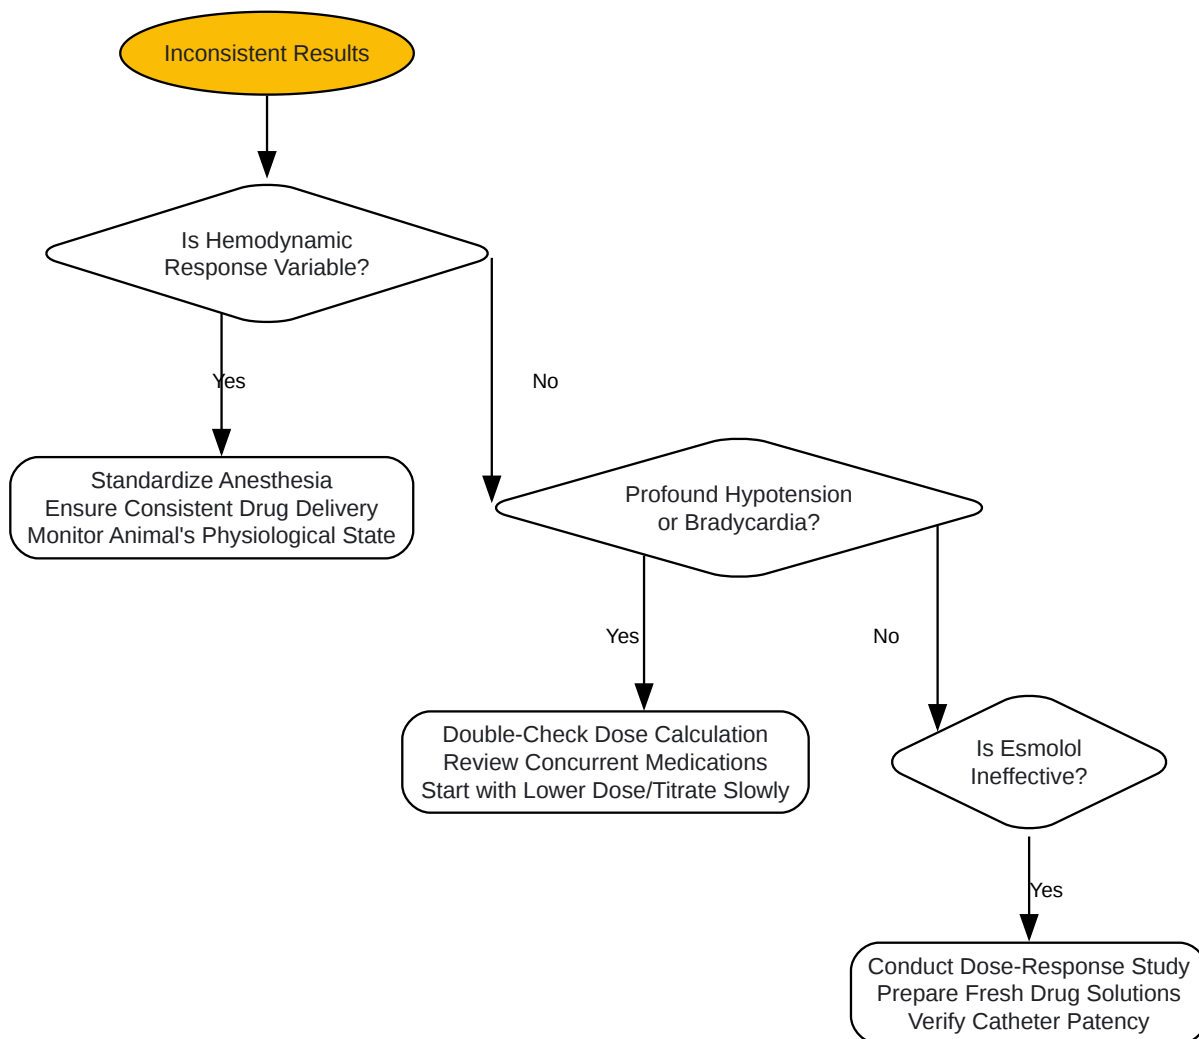 Inconsistent Results
Is Hemodynamic
Response Variable?
Yes
No
Standardize Anesthesia
Ensure Consistent Drug Delivery
Monitor Animal's Physiological State
Profound Hypotension
or Bradycardia?
Yes
No
Double-Check Dose Calculation
Review Concurrent Medications
Start with Lower Dose/Titrate Slowly
Is Esmolol
Ineffective?
Yes
Conduct Dose-Response Study
Prepare Fresh Drug Solutions
Verify Catheter Patency